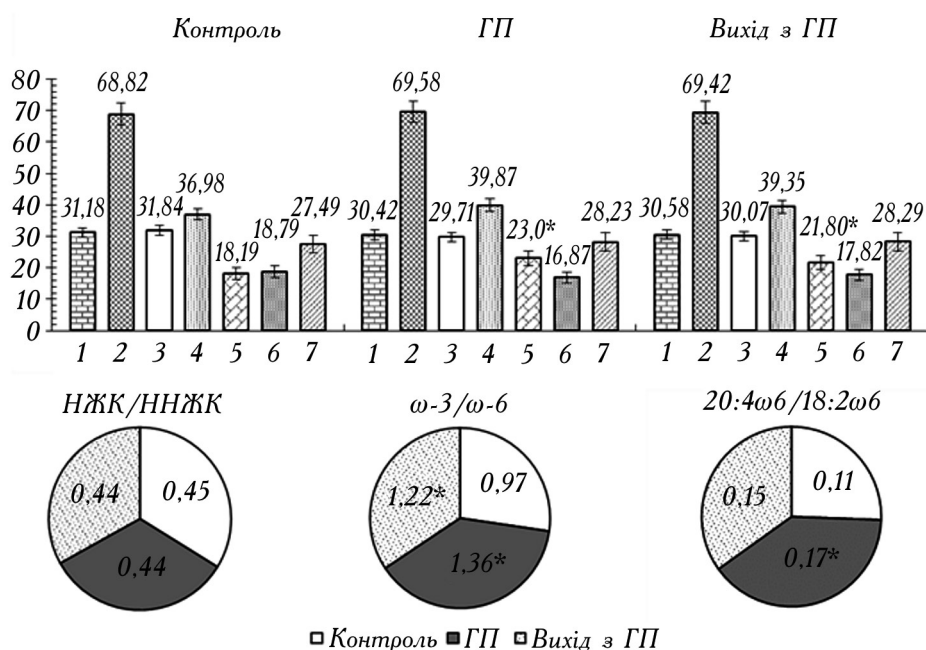 Контроль ГП Вихід з ГП
80
70
60
50
40
30
20
10
0
31,18 68,82 31,84 36,98 18,19 18,79 27,49
30,42 69,58 29,71 39,87 23,0* 16,87 28,23
30,58 69,42 30,07 39,35 21,80* 17,82 28,29
1 2 3 4 5 6 7 1 2 3 4 5 6 7 1 2 3 4 5 6 7
НЖК/ННЖК ω-3/ω-6 20:4ω6/18:2ω6
0,44 0,45 0,44
1,22* 0,97 1,36*
0,15 0,11 0,17*
Контроль ГП Вихід з ГП